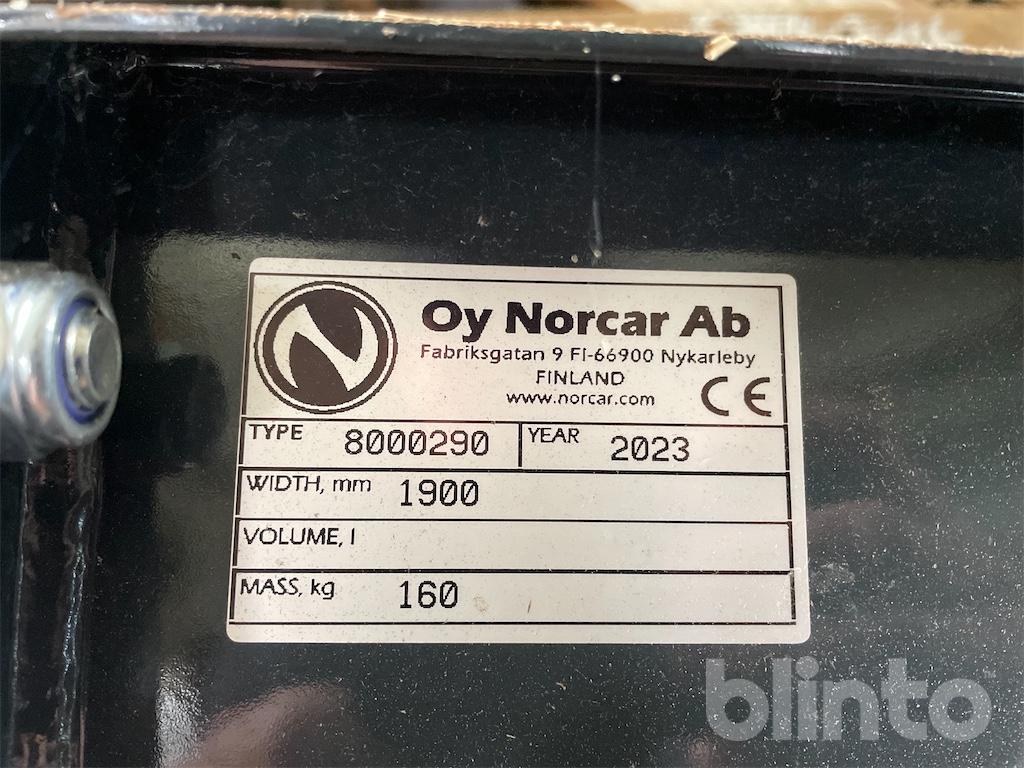 Oy Norcar Ab
Fabriksgatan 9 FI-66900 Nykarleby
FINLAND
www.norcar.com
CE
TYPE 8000290 YEAR 2023
WIDTH, mm 1900
VOLUME, l
MASS, kg 160
blinto